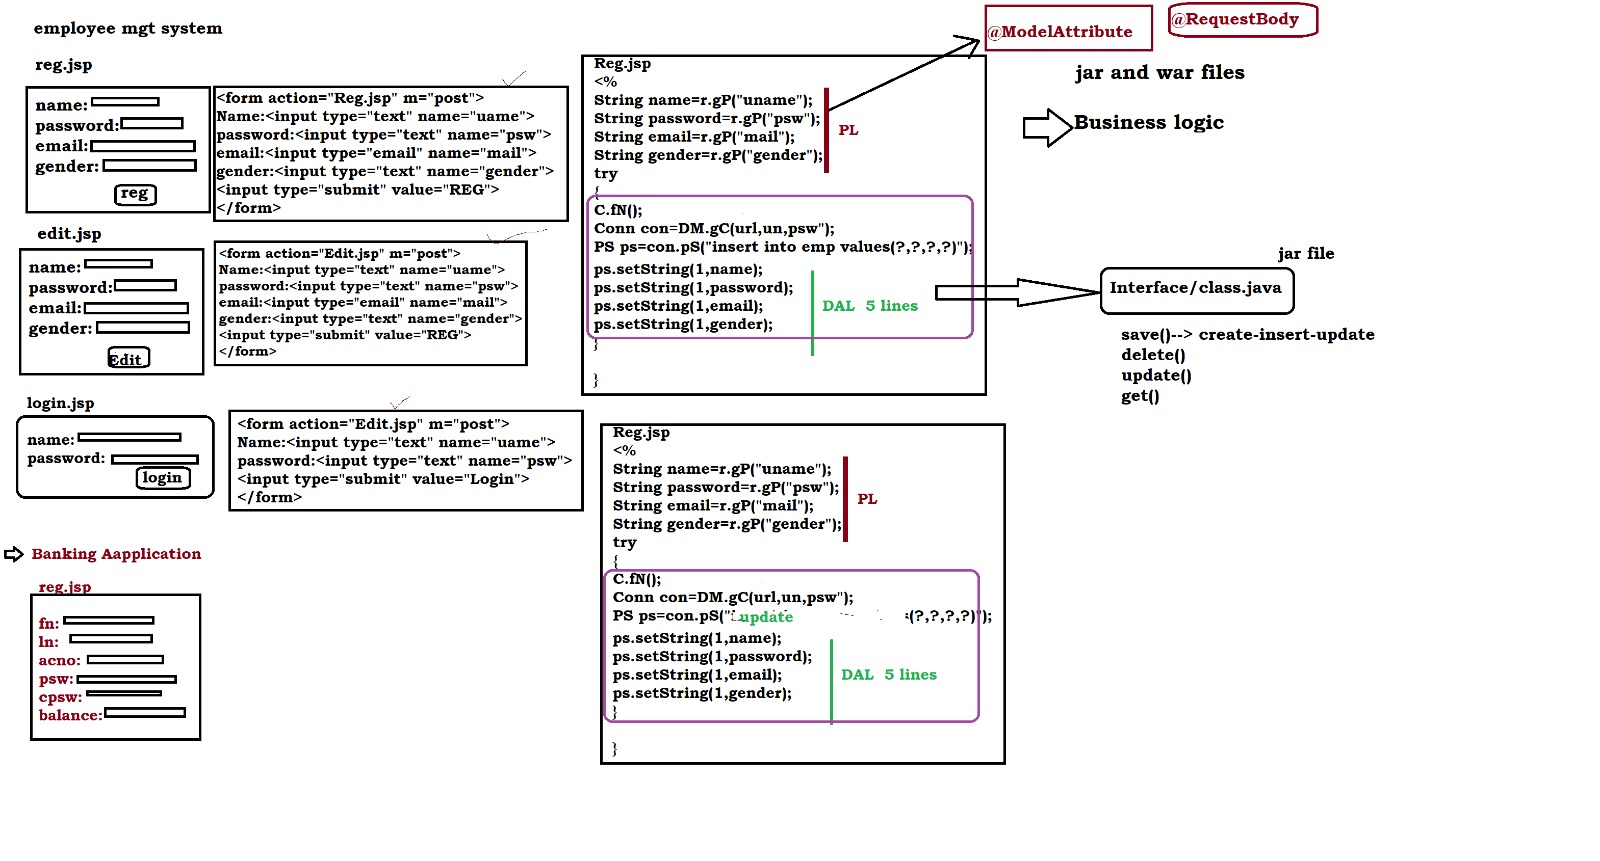 employee mgt system
reg.jsp
name:
password:
email:
gender:
reg
<form action="Reg.jsp" m="post">
Name:<input type="text" name="uame">
password:<input type="text" name="psw">
email:<input type="email" name="mail">
gender:<input type="text" name="gender">
<input type="submit" value="REG">
</form>
edit.jsp
name:
password:
email:
gender:
Edit
<form action="Edit.jsp" m="post">
Name:<input type="text" name="uame">
password:<input type="text" name="psw">
email:<input type="email" name="mail">
gender:<input type="text" name="gender">
<input type="submit" value="REG">
</form>
login.jsp
name:
password:
login
<form action="Edit.jsp" m="post">
Name:<input type="text" name="uame">
password:<input type="text" name="psw">
<input type="submit" value="Login">
</form>
Banking Aapplication
reg.jsp
fn:
ln:
acno:
psw:
cpsw:
balance:
Reg.jsp
<%
String name=r.gP("uname");
String password=r.gP("psw");
String email=r.gP("mail");
String gender=r.gP("gender");
try
{
PL
C.fN();
Conn con=DM.gC(url,un,psw");
PS ps=con.pS("insert into emp values(?,?,?,?)");
ps.setString(1,name);
ps.setString(1,password);
ps.setString(1,email);
ps.setString(1,gender);
}
DAL 5 lines
}
Reg.jsp
<%
String name=r.gP("uname");
String password=r.gP("psw");
String email=r.gP("mail");
String gender=r.gP("gender");
try
{
PL
C.fN();
Conn con=DM.gC(url,un,psw");
PS ps=con.pS(" update (?,?,?,?)");
ps.setString(1,name);
ps.setString(1,password);
ps.setString(1,email);
ps.setString(1,gender);
}
DAL 5 lines
}
@ModelAttribute
@RequestBody
jar and war files
Business logic
jar file
Interface/class.java
save()--> create-insert-update
delete()
update()
get()